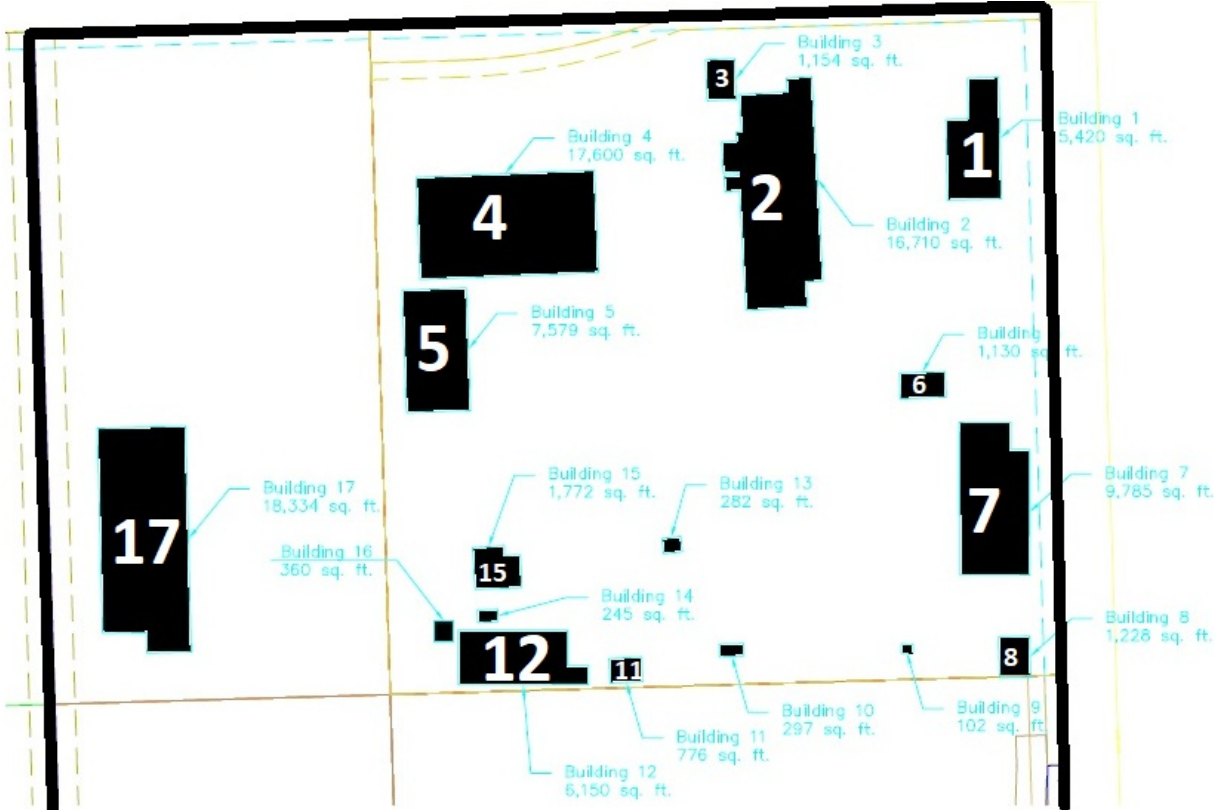 Building 3
1,154 sq. ft.
3
Building 1
5,420 sq. ft.
1
Building 4
17,600 sq. ft.
4
2
Building 2
16,710 sq. ft.
Building 5
7,579 sq. ft.
5
Building
1,130 sq. ft.
6
Building 15
1,772 sq. ft.
Building 13
282 sq. ft.
Building 7
9,785 sq. ft.
7
Building 17
18,334 sq. ft.
17
Building 16
360 sq. ft.
15
Building 14
245 sq. ft.
Building 8
1,228 sq. ft.
8
12
11
Building 10
297 sq. ft.
Building 9
102 sq. ft
Building 11
776 sq. ft.
Building 12
6,150 sq. ft.